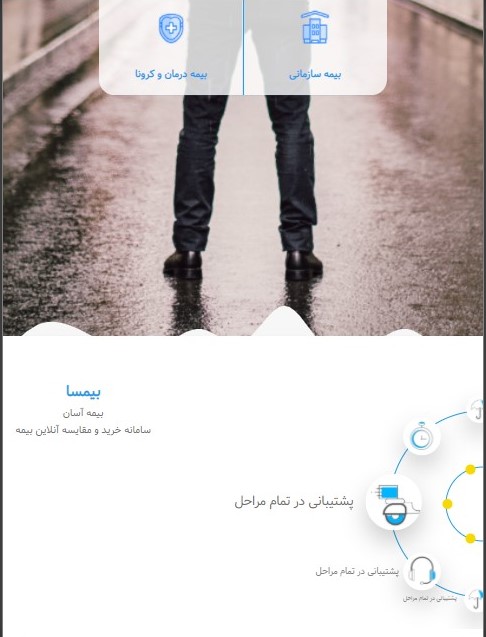 بیمه سازمانی
بیمه درمان و کرونا
بیمسا
بیمه آسان
سامانه خرید و مقایسه آنلاین بیمه
پشتیبانی در تمام مراحل
پشتیبانی در تمام مراحل
پشتیبانی در تمام مراحل